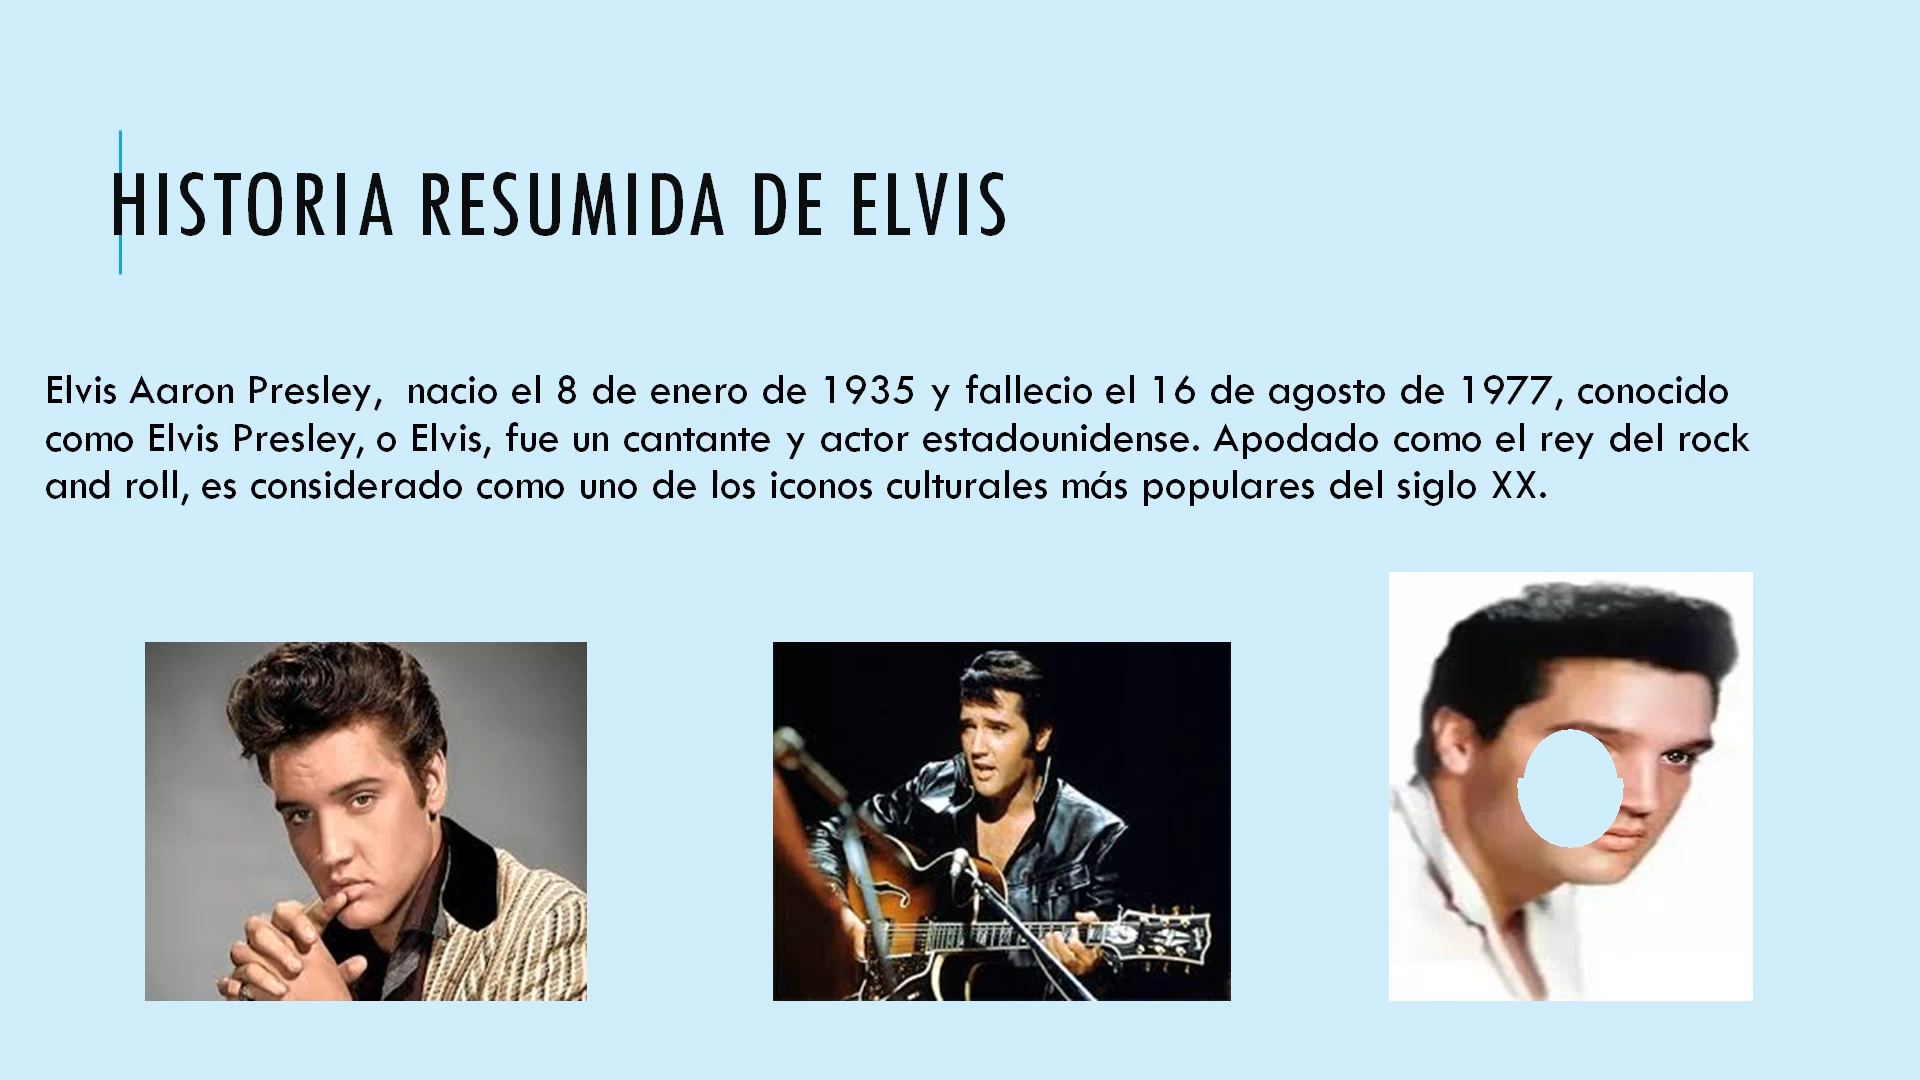 HISTORIA RESUMIDA DE ELVIS
Elvis Aaron Presley,  nacio el 8 de enero de 1935 y fallecio el 16 de agosto de 1977, conocido
como Elvis Presley, o Elvis, fue un cantante y actor estadounidense. Apodado como el rey del rock
and roll, es considerado como uno de los iconos culturales más populares del siglo XX.